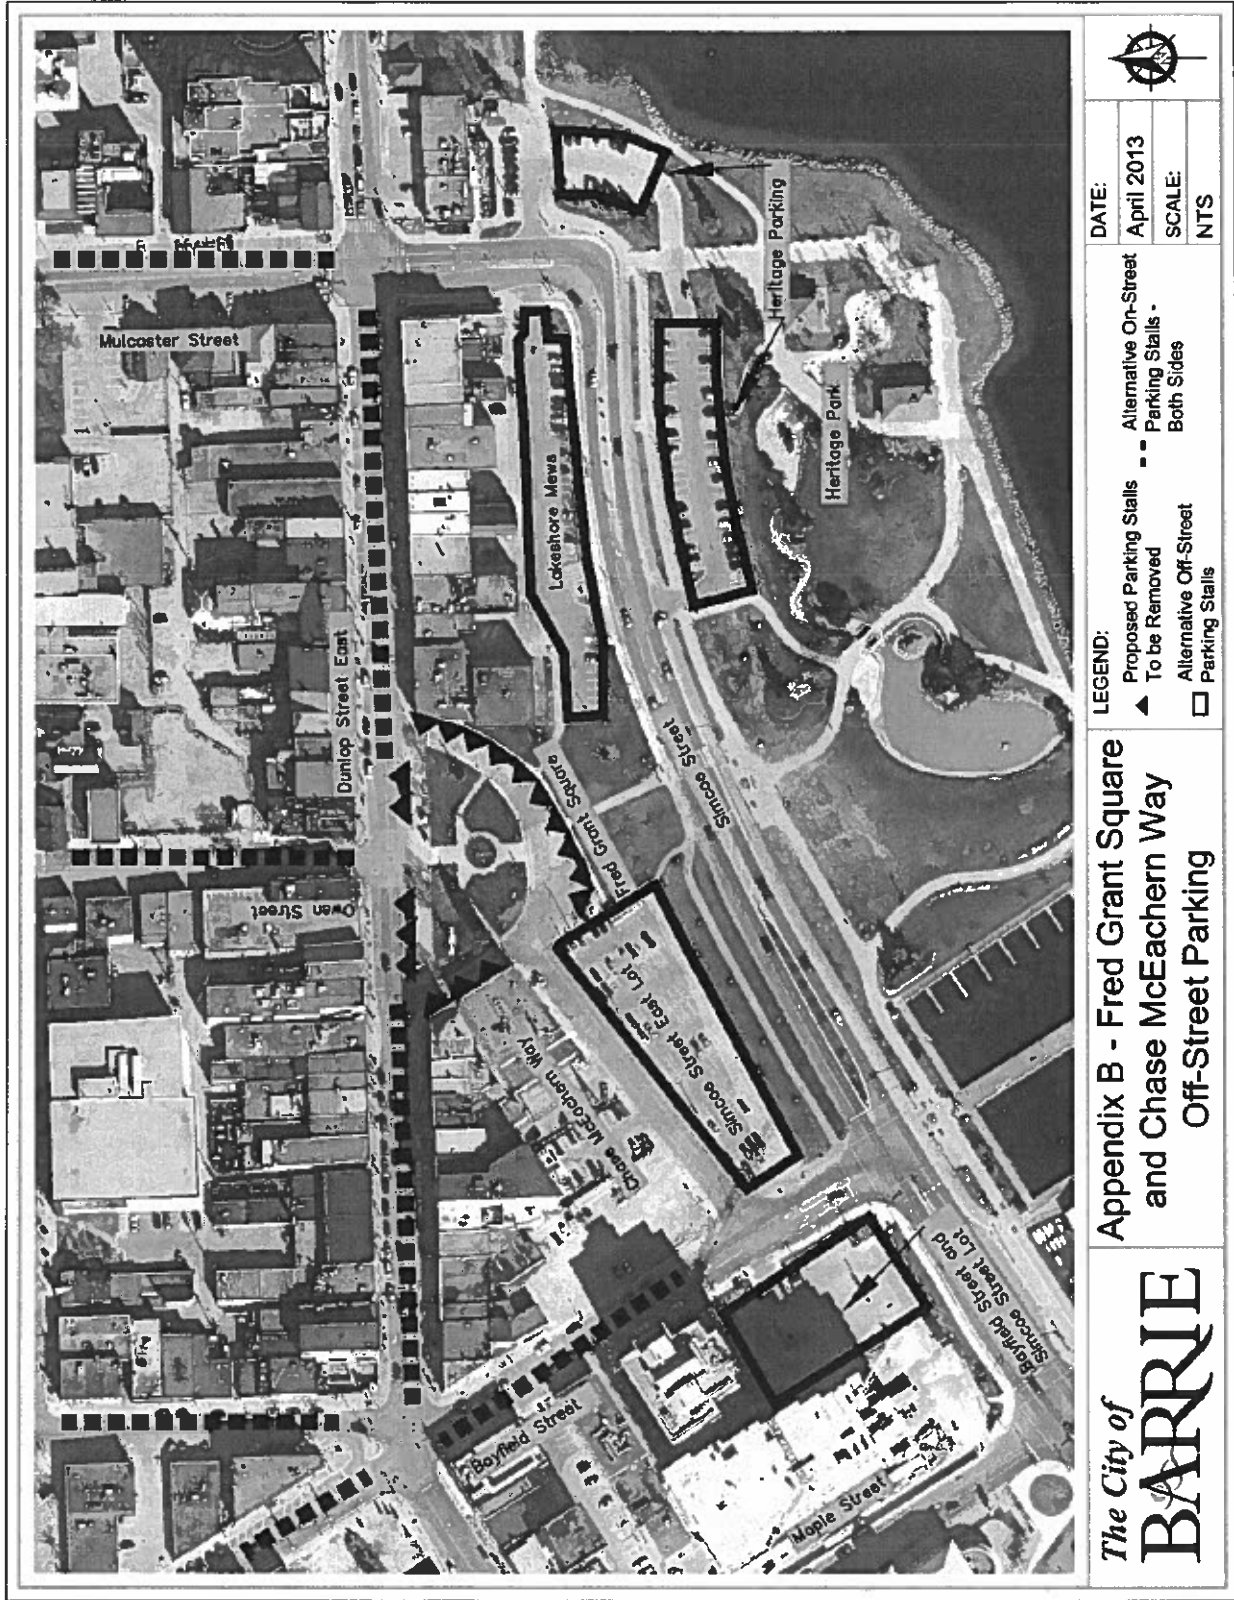 Mulcaster Street
Dunlop Street East
Owen Street
Lakeshore Mews
Heritage Parking
Heritage Park
Fred Grant Square
Simcoe Street
Chase McEachern Way
Simcoe Street East Lot
Bayfield Street
Bayfield Street and
Simcoe Street Lot
Maple Street
The City of
BARRIE
Appendix B - Fred Grant Square
and Chase McEachern Way
Off-Street Parking
LEGEND:
Proposed Parking Stalls
To be Removed
Alternative Off-Street
Parking Stalls
Alternative On-Street
Parking Stalls -
Both Sides
DATE:
April 2013
SCALE:
NTS